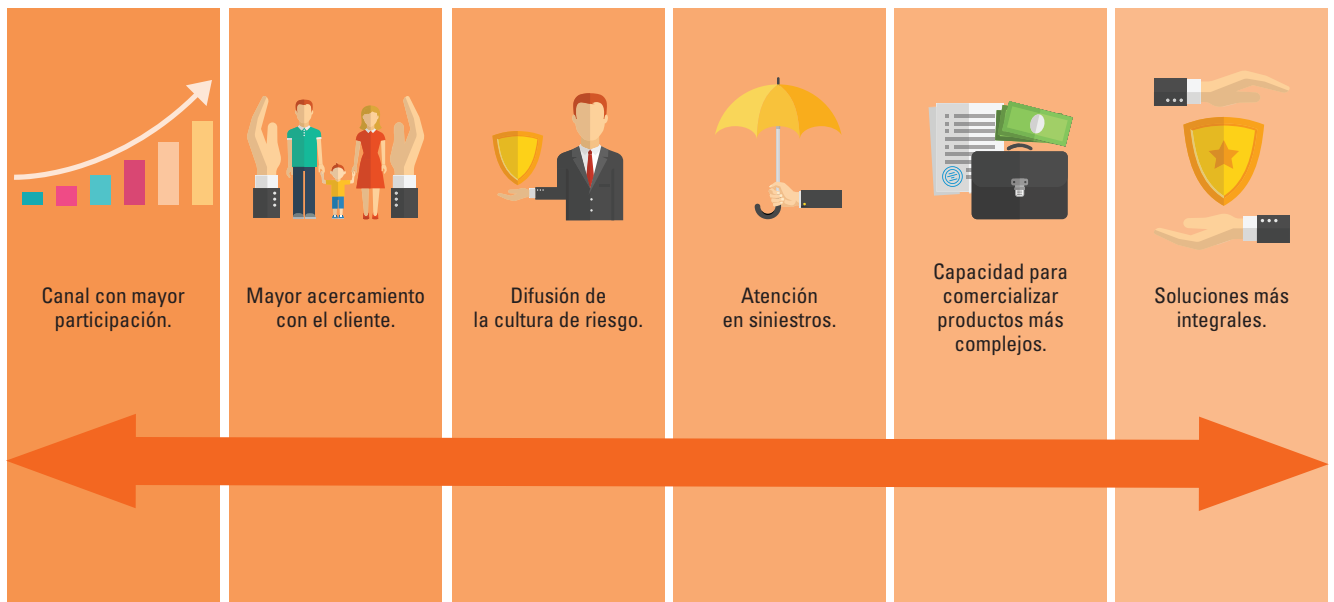 Canal con mayor
participación.
Mayor acercamiento
con el cliente.
Difusión de
la cultura de riesgo.
Atención
en siniestros.
Capacidad para
comercializar
productos más
complejos.
Soluciones más
integrales.